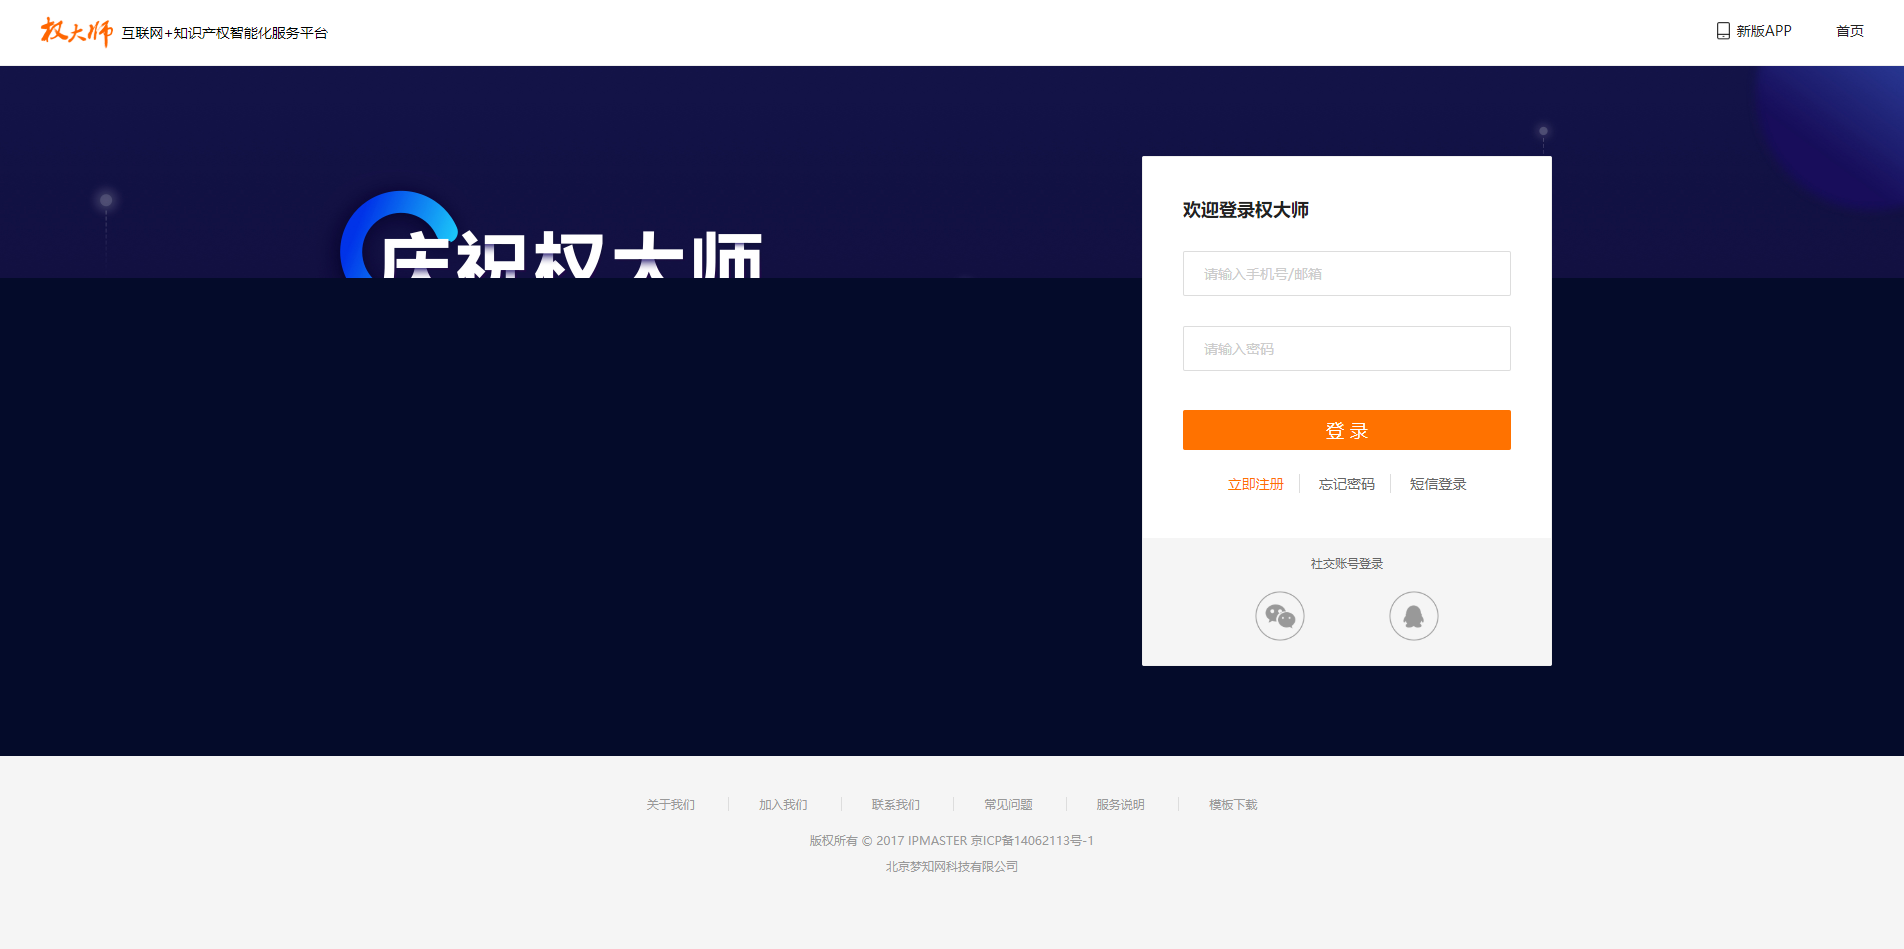 权大师 互联网+知识产权智能化服务平台
新版APP 首页
庆祝权大师
欢迎登录权大师
请输入手机号/邮箱
请输入密码
登 录
立即注册 忘记密码 短信登录
社交账号登录
关于我们 加入我们 联系我们 常见问题 服务说明 模板下载
版权所有 © 2017 IPMASTER 京ICP备14062113号-1
北京梦知网科技有限公司